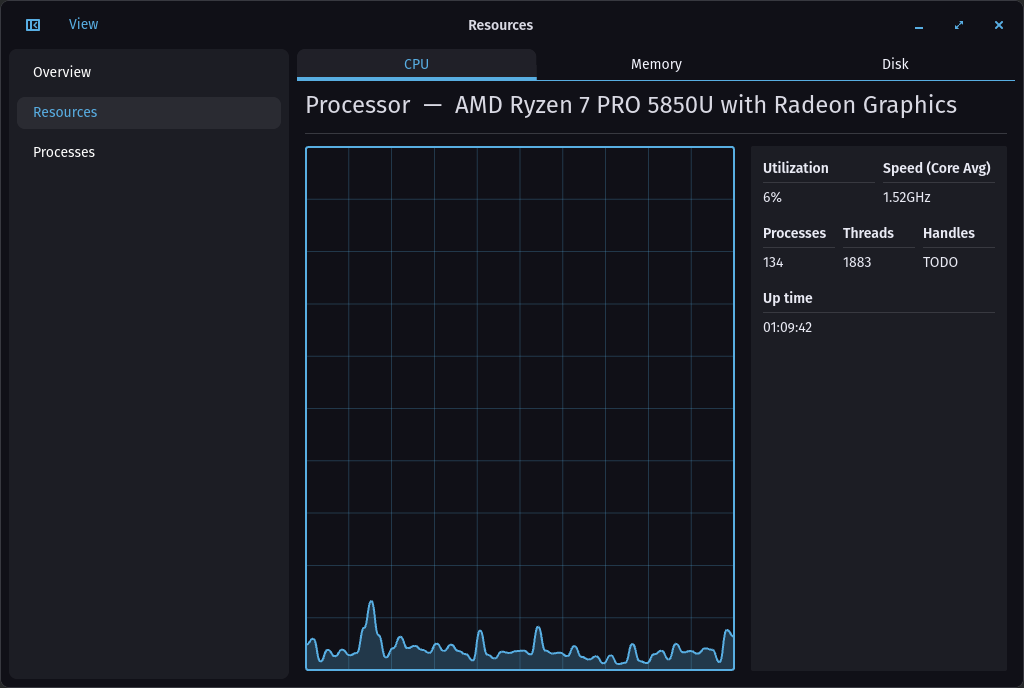 View
Resources
Overview
Resources
Processes
CPU
Memory
Disk
Processor — AMD Ryzen 7 PRO 5850U with Radeon Graphics
Utilization
Speed (Core Avg)
6%
1.52GHz
Processes
Threads
Handles
134
1883
TODO
Up time
01:09:42